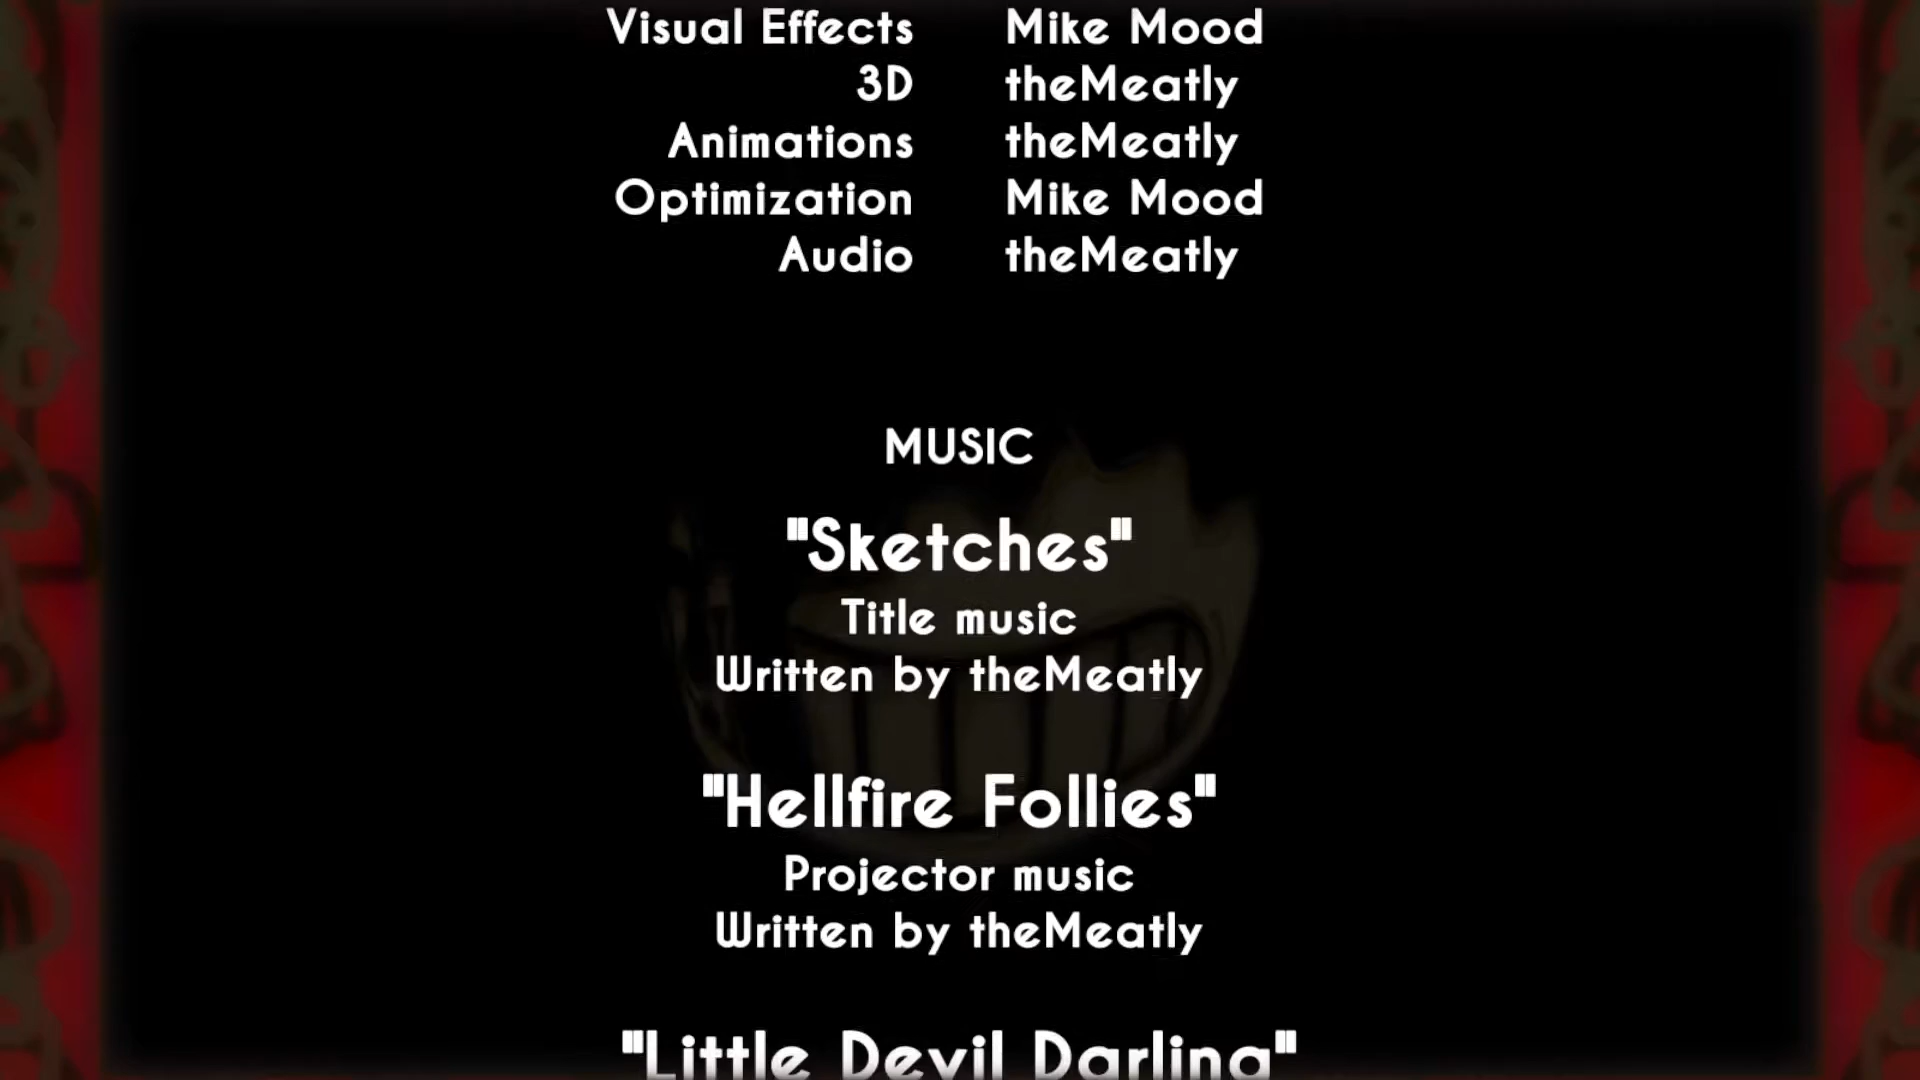 Visual Effects Mike Mood
3D theMeatly
Animations theMeatly
Optimization Mike Mood
Audio theMeatly
MUSIC
"Sketches"
Title music
Written by theMeatly
"Hellfire Follies"
Projector music
Written by theMeatly
"Little Devil Darling"